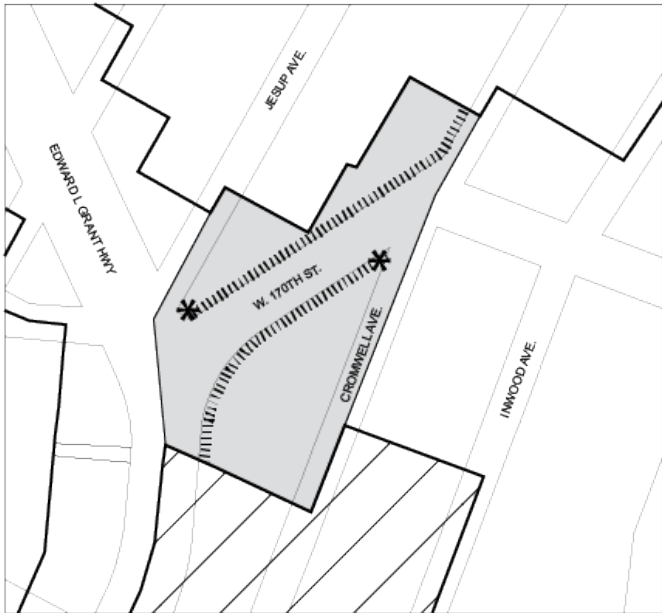 JESUP AVE.
EDWARD L GRANT HWY
W. 170TH ST.
CROMWELL AVE.
INWOOD AVE.